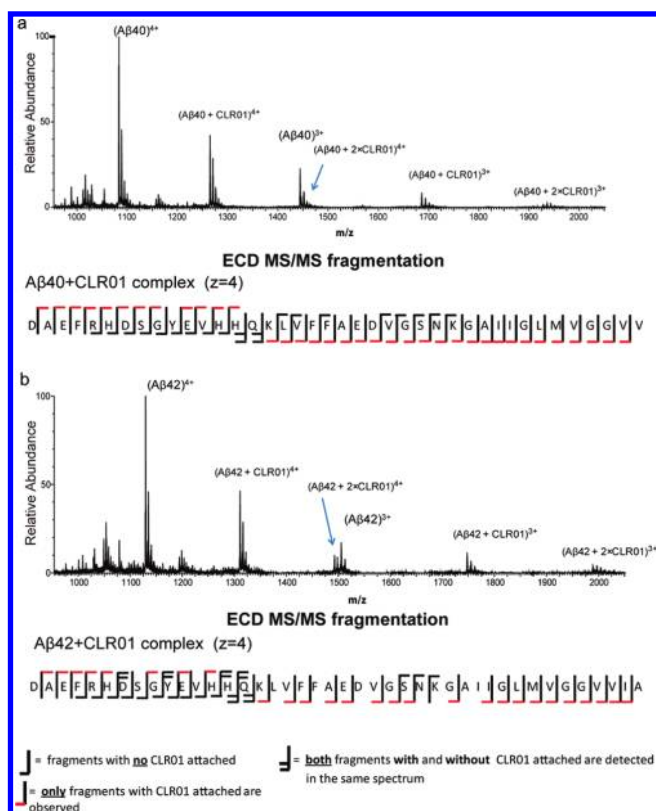 a
(Aβ40)⁴⁺
(Aβ40 + CLR01)⁴⁺
(Aβ40)³⁺
(Aβ40 + 2×CLR01)⁴⁺
(Aβ40 + CLR01)³⁺
(Aβ40 + 2×CLR01)³⁺
Relative Abundance
100
50
0
1000 1100 1200 1300 1400 1500 1600 1700 1800 1900 2000
m/z
ECD MS/MS fragmentation
Aβ40+CLR01 complex (z=4)
D A E F R H D S G Y E V H H Q K L V F F A E D V G S N K G A I I G L M V G G V V
b
(Aβ42)⁴⁺
(Aβ42 + CLR01)⁴⁺
(Aβ42 + 2×CLR01)⁴⁺
(Aβ42)³⁺
(Aβ42 + CLR01)³⁺
(Aβ42 + 2×CLR01)³⁺
Relative Abundance
100
50
0
1000 1100 1200 1300 1400 1500 1600 1700 1800 1900 2000
m/z
ECD MS/MS fragmentation
Aβ42+CLR01 complex (z=4)
D A E F R H D S G Y E V H H Q K L V F F A E D V G S N K G A I I G L M V G G V V I A
= fragments with no CLR01 attached
= only fragments with CLR01 attached are
observed
= both fragments with and without CLR01 attached are detected
in the same spectrum